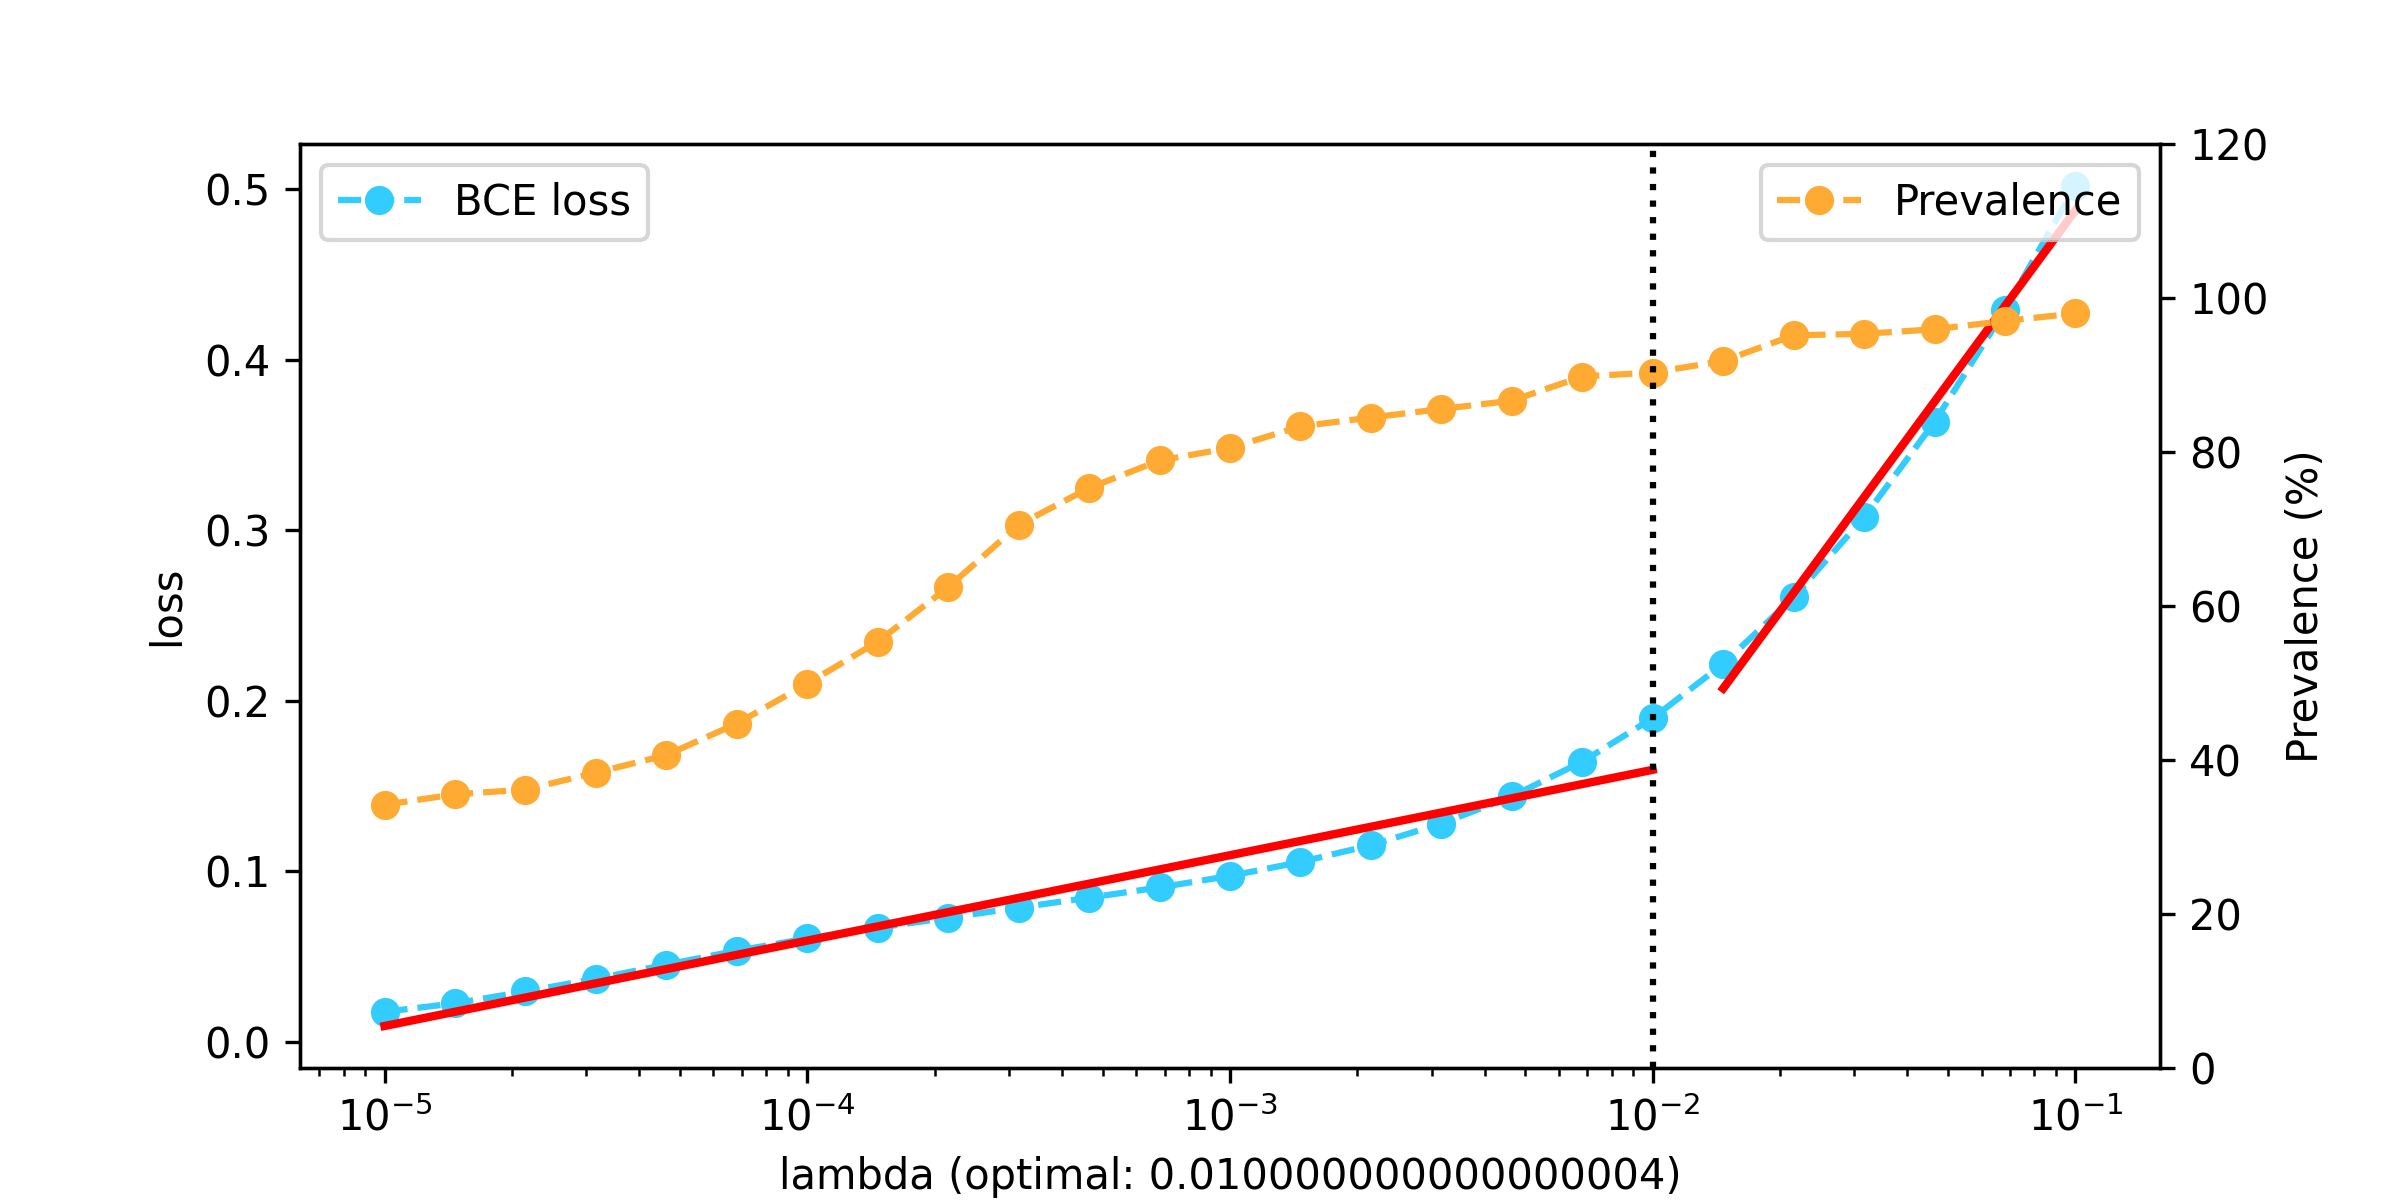 BCE loss
Prevalence
0.5
0.4
0.3
0.2
0.1
0.0
loss
120
100
80
60
40
20
0
Prevalence (%)
10⁻⁵ 10⁻⁴ 10⁻³ 10⁻² 10⁻¹
lambda (optimal: 0.010000000000000004)